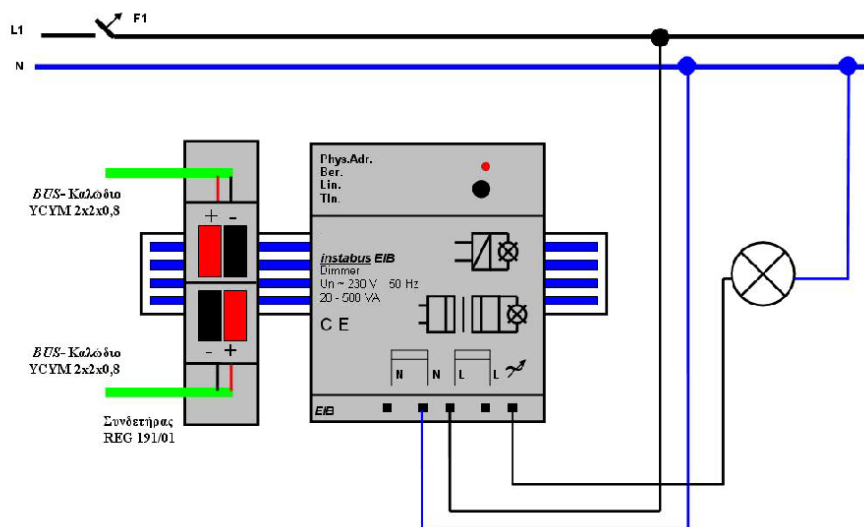 L1
F1
N
BUS- Καλώδιο
YCYM 2x2x0,8
+ -
- +
BUS- Καλώδιο
YCYM 2x2x0,8
Συνδετήρας
REG 191/01
Phys.Adr.
Ber.
Lin.
Tln.
instabus EIB
Dimmer
Un ~ 230 V 50 Hz
20 - 500 VA
C E
N N L L
EIB